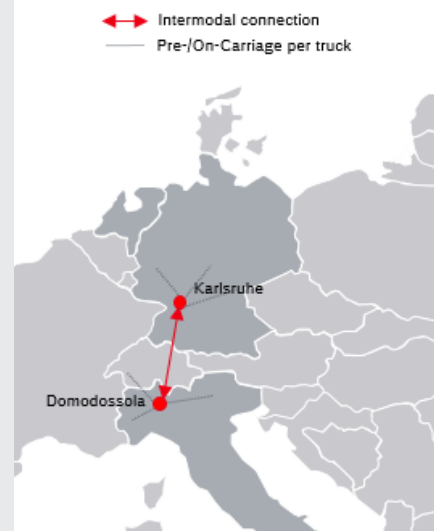 Intermodal connection
Pre-/On-Carriage per truck
Karlsruhe
Domodossola